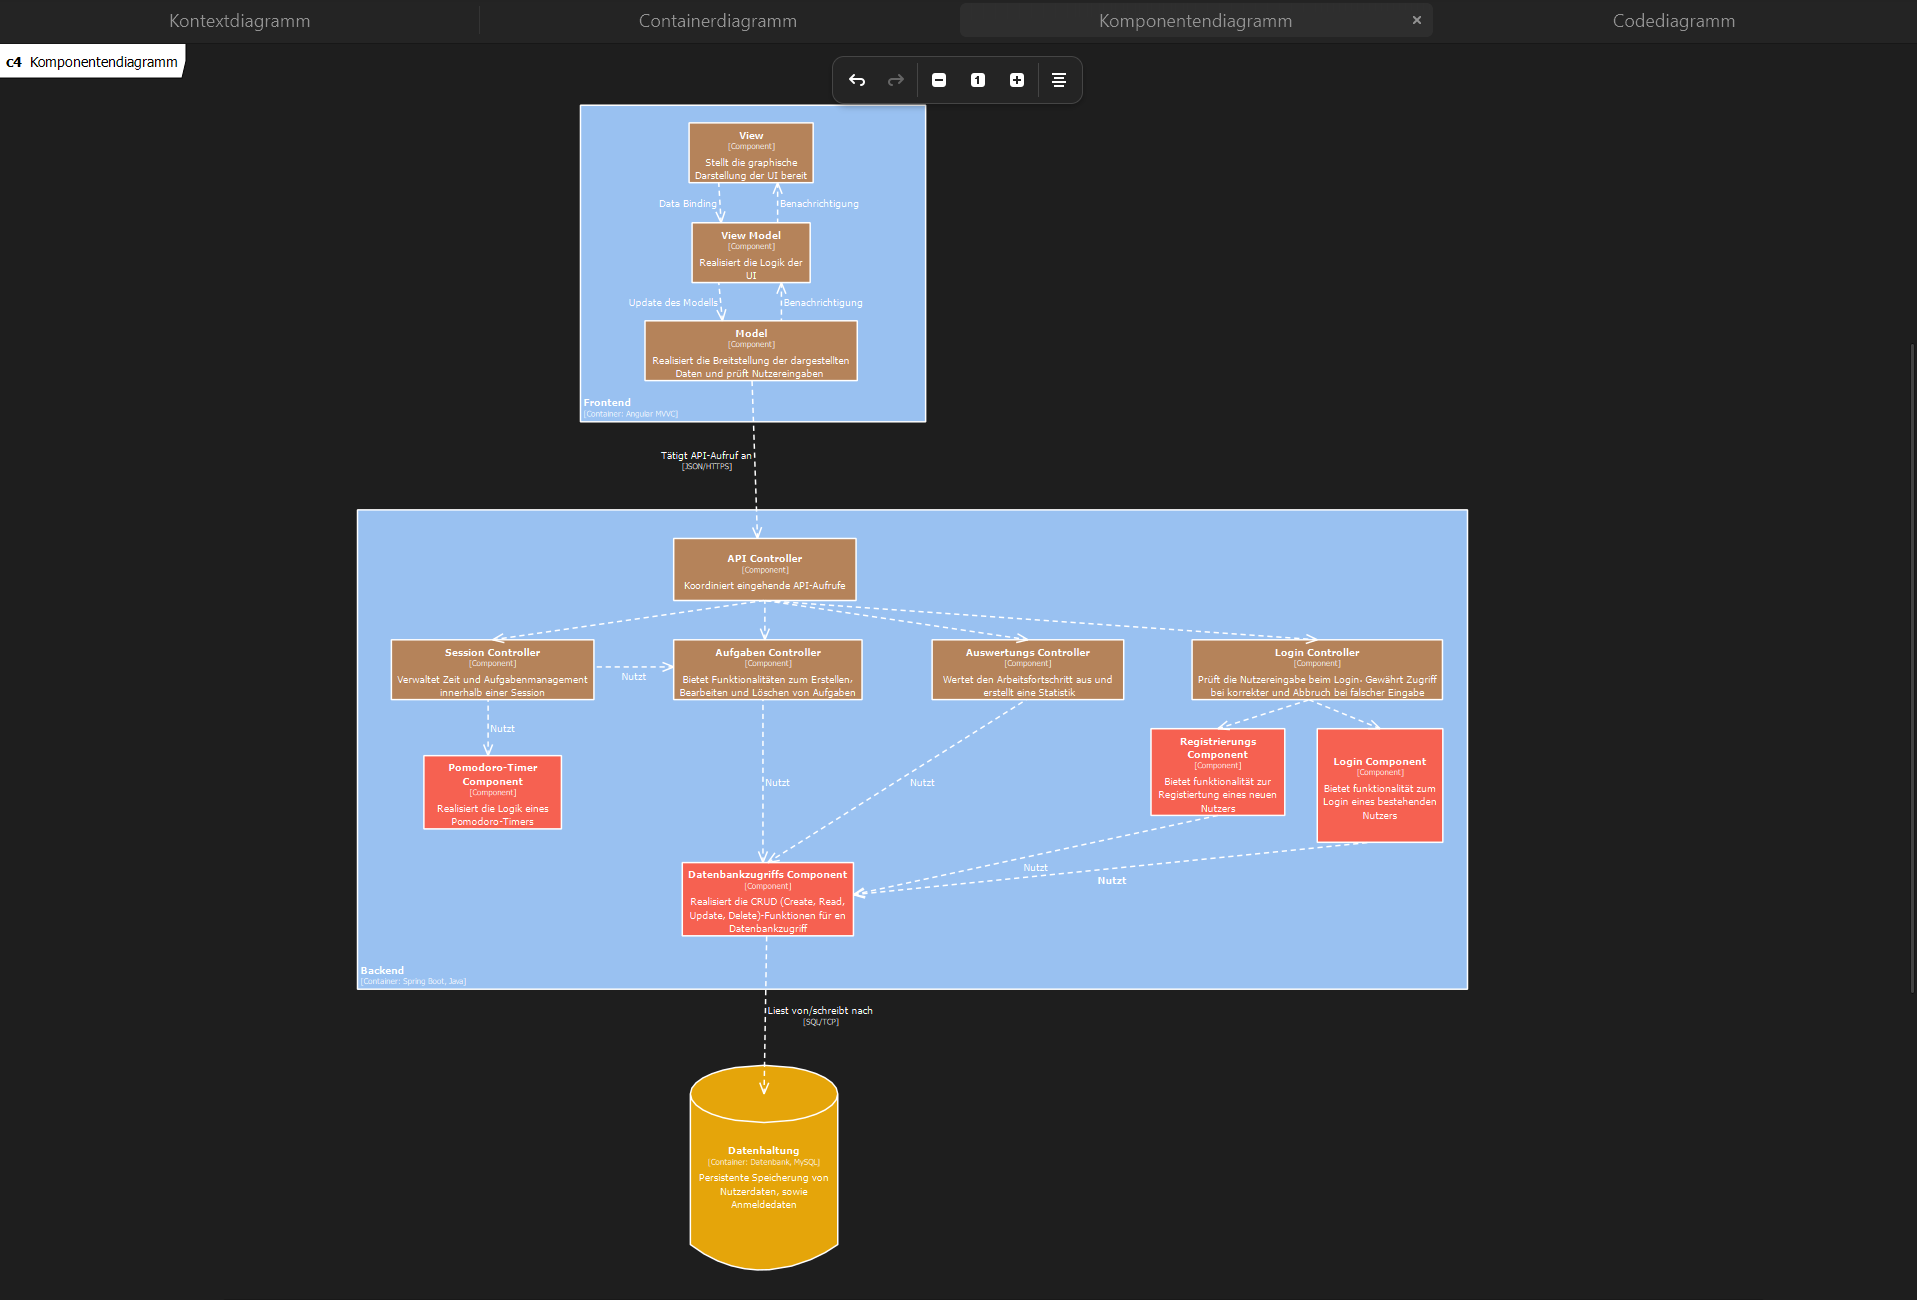 Kontextdiagramm
Containerdiagramm
Komponentendiagramm
Codediagramm
c4 Komponentendiagramm
1
View
[Component]
Stellt die graphische
Darstellung der UI bereit
Data Binding
Benachrichtigung
View Model
[Component]
Realisiert die Logik der
UI
Update des Modells
Benachrichtigung
Model
[Component]
Realisiert die Breitstellung der dargestellten
Daten und prüft Nutzereingaben
Frontend
[Container: Angular MVVC]
Tätigt API-Aufruf an
[JSON/HTTPS]
API Controller
[Component]
Koordiniert eingehende API-Aufrufe
Session Controller
[Component]
Verwaltet Zeit und Aufgabenmanagement
innerhalb einer Session
Nutzt
Aufgaben Controller
[Component]
Bietet Funktionalitäten zum Erstellen,
Bearbeiten und Löschen von Aufgaben
Auswertungs Controller
[Component]
Wertet den Arbeitsfortschritt aus und
erstellt eine Statistik
Login Controller
[Component]
Prüft die Nutzereingabe beim Login, Gewährt Zugriff
bei korrekter und Abbruch bei falscher Eingabe
Nutzt
Pomodoro-Timer
Component
[Component]
Realisiert die Logik eines
Pomodoro-Timers
Nutzt
Nutzt
Registrierungs
Component
[Component]
Bietet funktionalität zur
Registiertung eines neuen
Nutzers
Login Component
[Component]
Bietet funktionalität zum
Login eines bestehenden
Nutzers
Nutzt
Nutzt
Datenbankzugriffs Component
[Component]
Realisiert die CRUD (Create, Read,
Update, Delete)-Funktionen für en
Datenbankzugriff
Backend
[Container: Spring Boot, Java]
Liest von/schreibt nach
[SQL/TCP]
Datenhaltung
[Container: Datenbank, MySQL]
Persistente Speicherung von
Nutzerdaten, sowie
Anmeldedaten